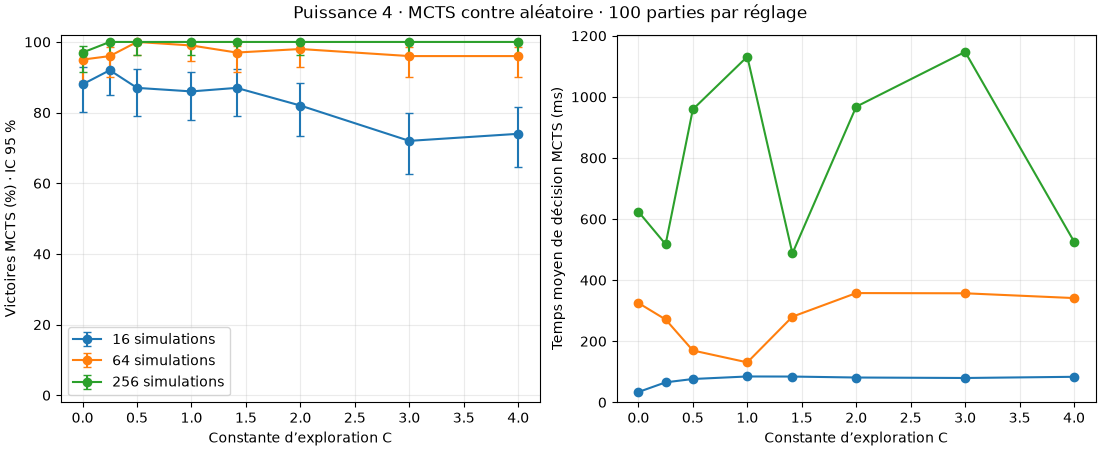 Puissance 4 · MCTS contre aléatoire · 100 parties par réglage
Victoires MCTS (%) · IC 95 %
100
80
60
40
20
0
16 simulations
64 simulations
256 simulations
0.0 0.5 1.0 1.5 2.0 2.5 3.0 3.5 4.0
Constante d’exploration C
Temps moyen de décision MCTS (ms)
1200
1000
800
600
400
200
0
0.0 0.5 1.0 1.5 2.0 2.5 3.0 3.5 4.0
Constante d’exploration C